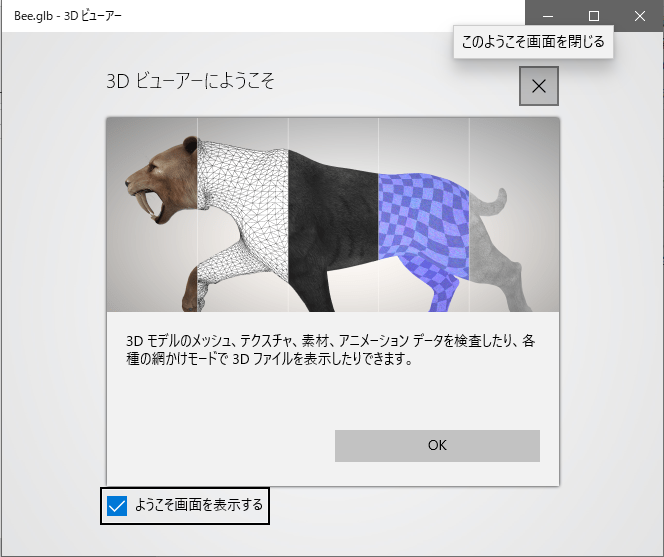 Bee.glb - 3D ビューアー
このようこそ画面を閉じる
3D ビューアーにようこそ
3D モデルのメッシュ、テクスチャ、素材、アニメーション データを検査したり、各
種の網かけモードで 3D ファイルを表示したりできます。
OK
ようこそ画面を表示する